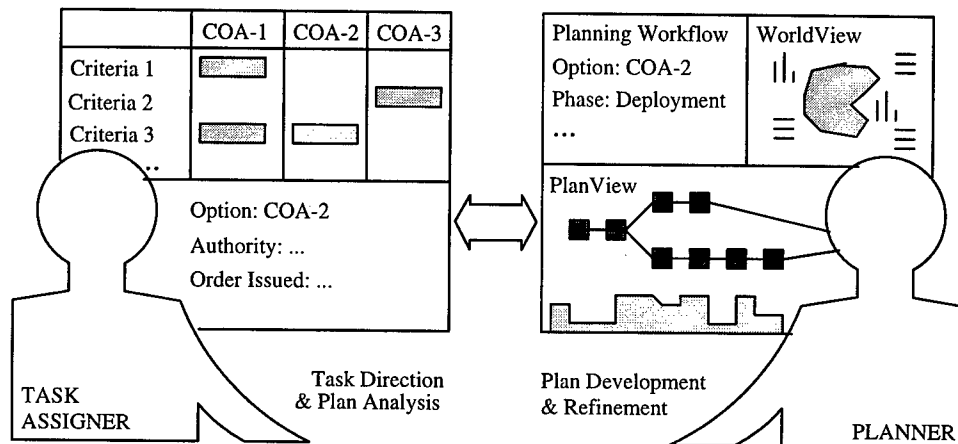 COA-1 COA-2 COA-3
Criteria 1
Criteria 2
Criteria 3
..
Option: COA-2
Authority: ...
Order Issued: ...
Planning Workflow
Option: COA-2
Phase: Deployment
...
WorldView
PlanView
Task Direction
& Plan Analysis
Plan Development
& Refinement
TASK
ASSIGNER
PLANNER